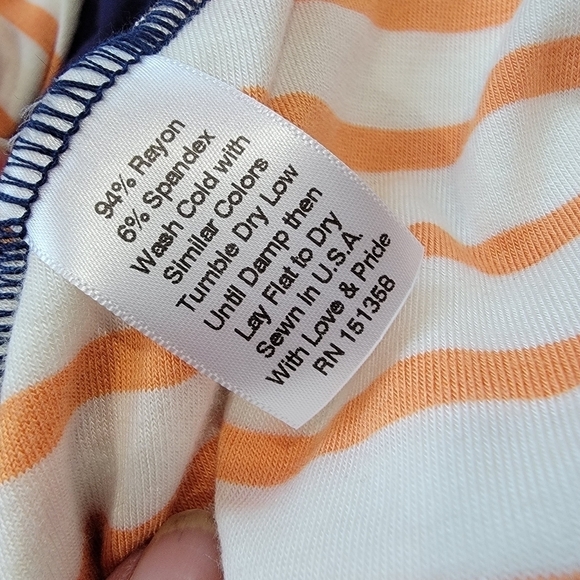 94% Rayon
6% Spandex
Wash Cold with
Similar Colors
Tumble Dry Low
Until Damp then
Lay Flat to Dry
Sewn in U.S.A.
With Love & Pride
RN 151358